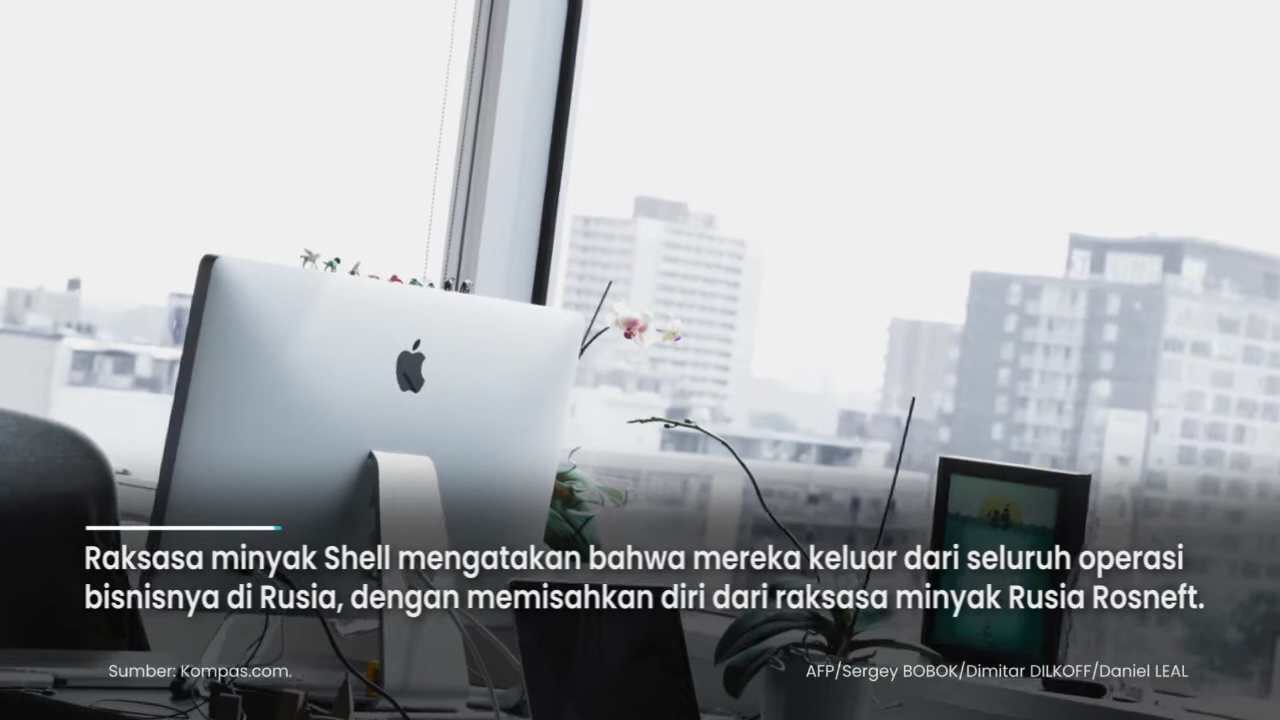 Raksasa minyak Shell mengatakan bahwa mereka keluar dari seluruh operasi
bisnisnya di Rusia, dengan memisahkan diri dari raksasa minyak Rusia Rosneft.
Sumber: Kompas.com.
AFP/Sergey BOBOK/Dimitar DILKOFF/Daniel LEAL